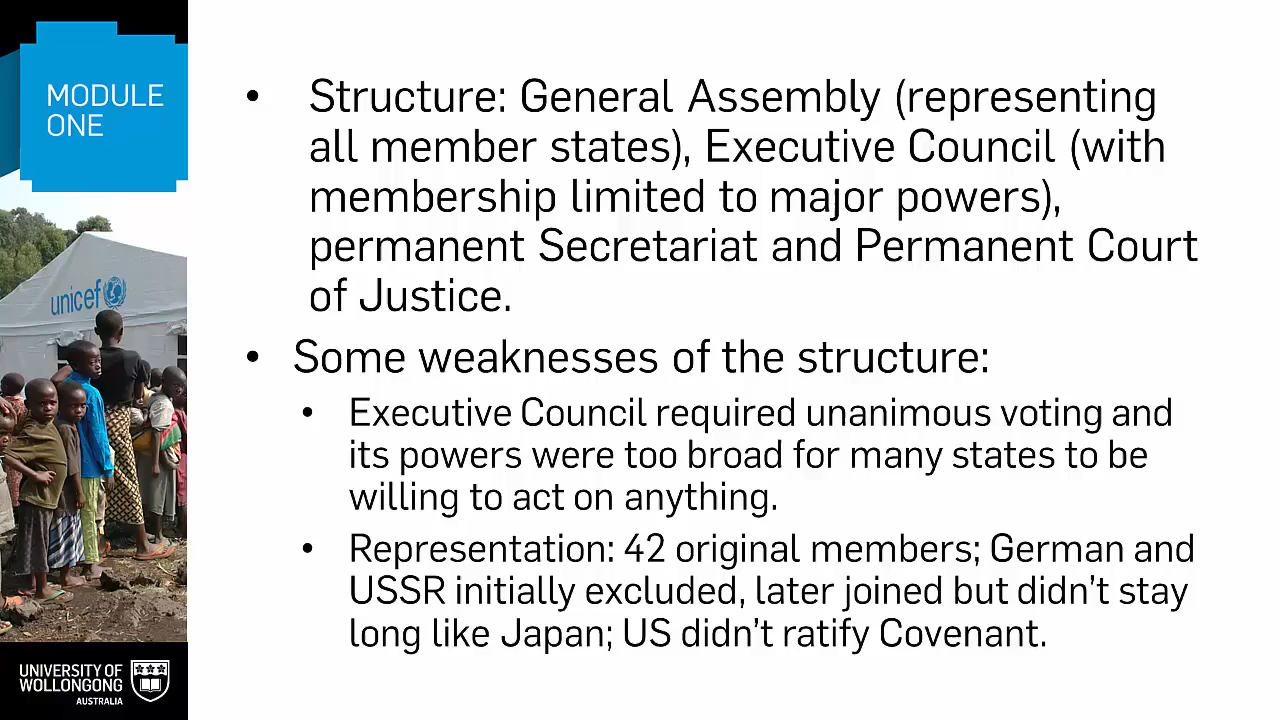 MODULE
ONE
• Structure: General Assembly (representing
all member states), Executive Council (with
membership limited to major powers),
permanent Secretariat and Permanent Court
of Justice.
• Some weaknesses of the structure:
• Executive Council required unanimous voting and
its powers were too broad for many states to be
willing to act on anything.
• Representation: 42 original members; German and
USSR initially excluded, later joined but didn't stay
long like Japan; US didn't ratify Covenant.
unicef
UNIVERSITY OF
WOLLONGONG
AUSTRALIA